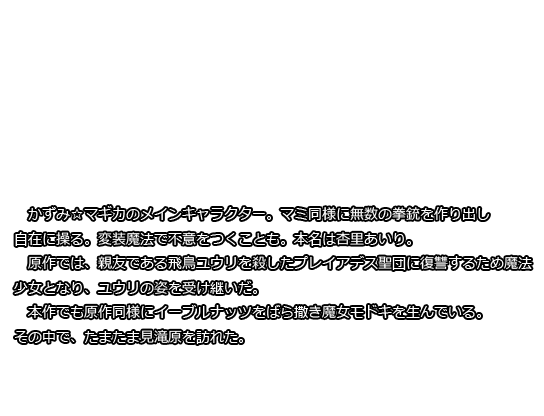 かずみ☆マギカのメインキャラクター。マミ同様に無数の拳銃を作り出し
自在に操る。変装魔法で不意をつくことも。本名は杏里あいり。
原作では、親友である飛鳥ユウリを殺したプレイアデス聖団に復讐するため魔法
少女となり、ユウリの姿を受け継いだ。
本作でも原作同様にイーブルナッツをばら撒き魔女モドキを生んでいる。
その中で、たまたま見滝原を訪れた。